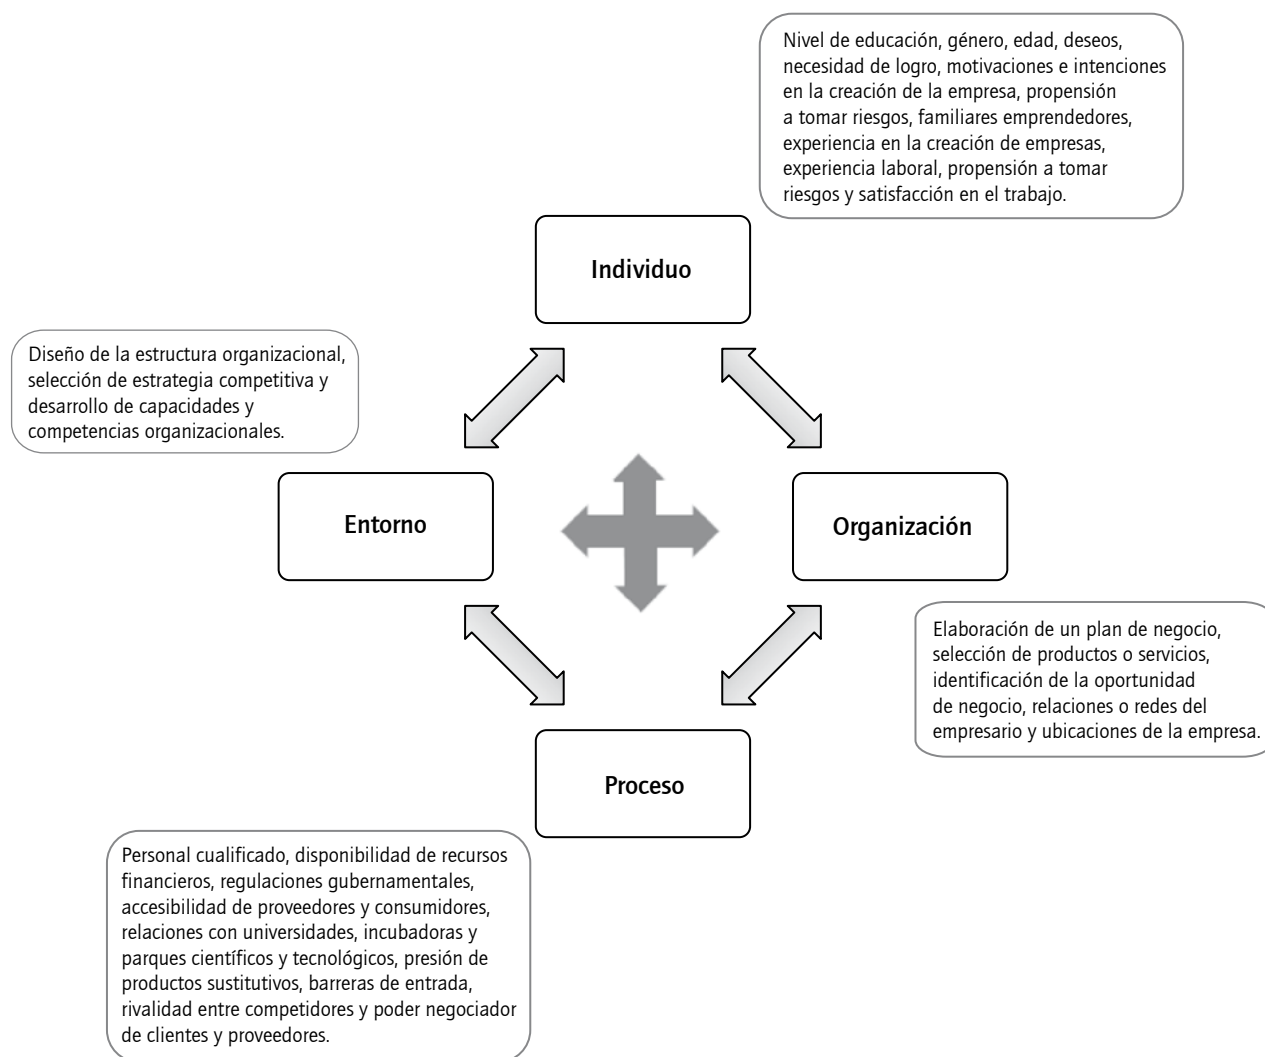 Nivel de educación, género, edad, deseos,
necesidad de logro, motivaciones e intenciones
en la creación de la empresa, propensión
a tomar riesgos, familiares emprendedores,
experiencia en la creación de empresas,
experiencia laboral, propensión a tomar
riesgos y satisfacción en el trabajo.
Individuo
Diseño de la estructura organizacional,
selección de estrategia competitiva y
desarrollo de capacidades y
competencias organizacionales.
Entorno
Organización
Elaboración de un plan de negocio,
selección de productos o servicios,
identificación de la oportunidad
de negocio, relaciones o redes del
empresario y ubicaciones de la empresa.
Proceso
Personal cualificado, disponibilidad de recursos
financieros, regulaciones gubernamentales,
accesibilidad de proveedores y consumidores,
relaciones con universidades, incubadoras y
parques científicos y tecnológicos, presión de
productos sustitutivos, barreras de entrada,
rivalidad entre competidores y poder negociador
de clientes y proveedores.